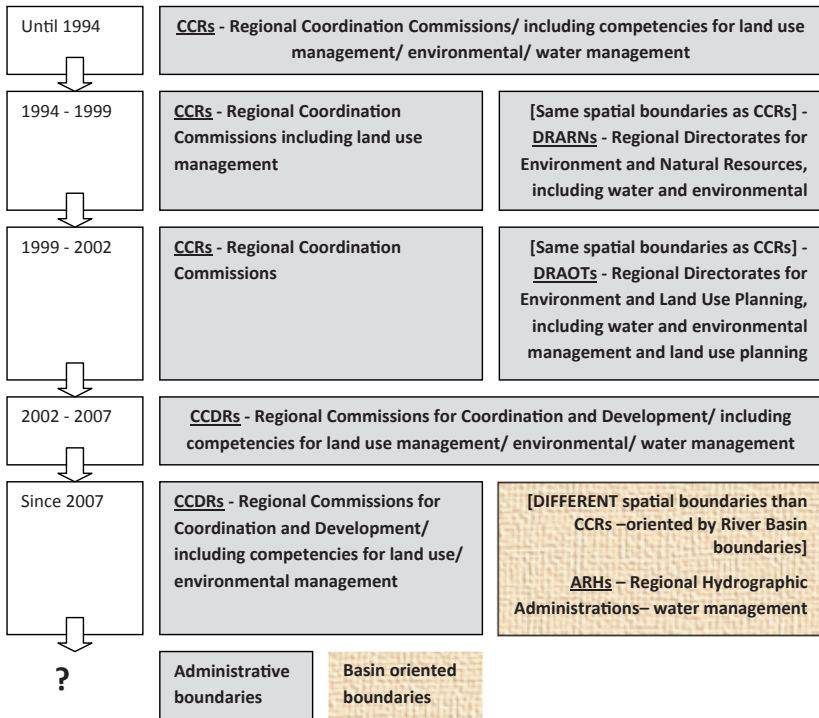 Until 1994
CCRs - Regional Coordination Commissions/ including competencies for land use
management/ environmental/ water management
1994 - 1999
CCRs - Regional Coordination
Commissions including land use
management
[Same spatial boundaries as CCRs] -
DRARNs - Regional Directorates for
Environment and Natural Resources,
including water and environmental
1999 - 2002
CCRs - Regional Coordination
Commissions
[Same spatial boundaries as CCRs] -
DRAOTs - Regional Directorates for
Environment and Land Use Planning,
including water and environmental
management and land use planning
2002 - 2007
CCDRs - Regional Commissions for Coordination and Development/ including
competencies for land use management/ environmental/ water management
Since 2007
CCDRs - Regional Commissions for
Coordination and Development/
including competencies for land use/
environmental management
[DIFFERENT spatial boundaries than
CCRs –oriented by River Basin
boundaries]
ARHs – Regional Hydrographic
Administrations– water management
?
Administrative
boundaries
Basin oriented
boundaries